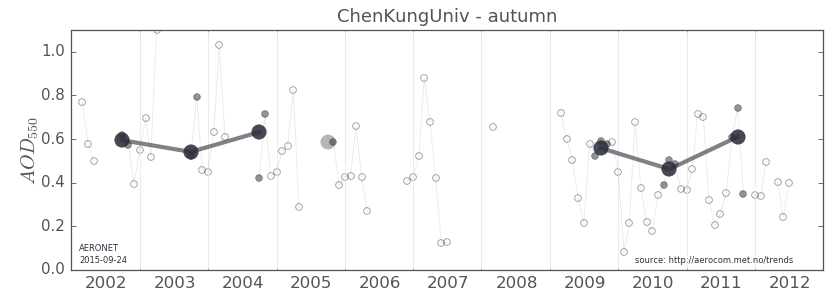 ChenKungUniv - autumn
1.0
0.8
0.6
0.4
0.2
0.0
AOD550
AERONET
2015-09-24
source: http://aerocom.met.no/trends
2002 2003 2004 2005 2006 2007 2008 2009 2010 2011 2012